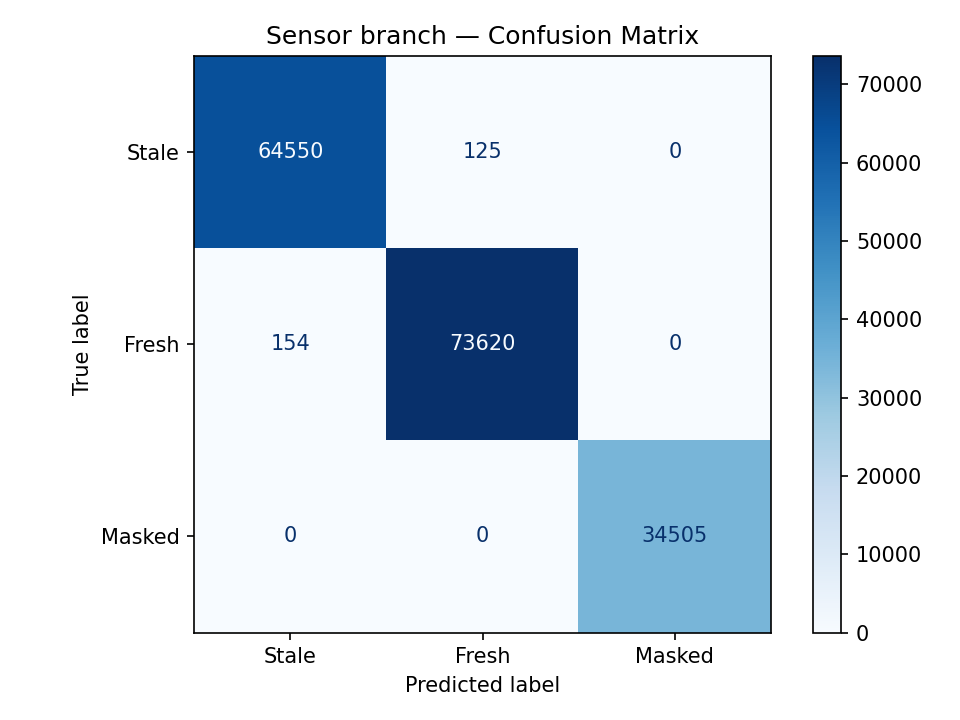 Sensor branch — Confusion Matrix
True label
Stale
64550
125
0
Fresh
154
73620
0
Masked
0
0
34505
Stale
Fresh
Masked
Predicted label
70000
60000
50000
40000
30000
20000
10000
0